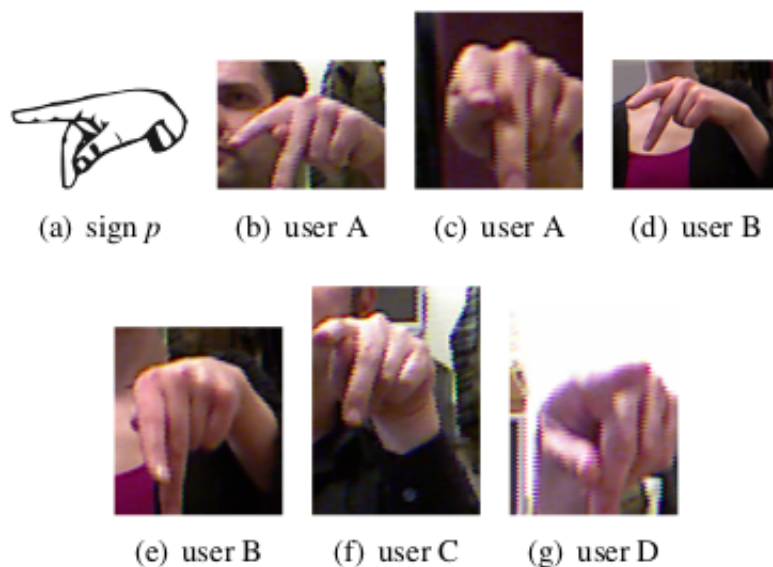 (a) sign p
(b) user A
(c) user A
(d) user B
(e) user B
(f) user C
(g) user D